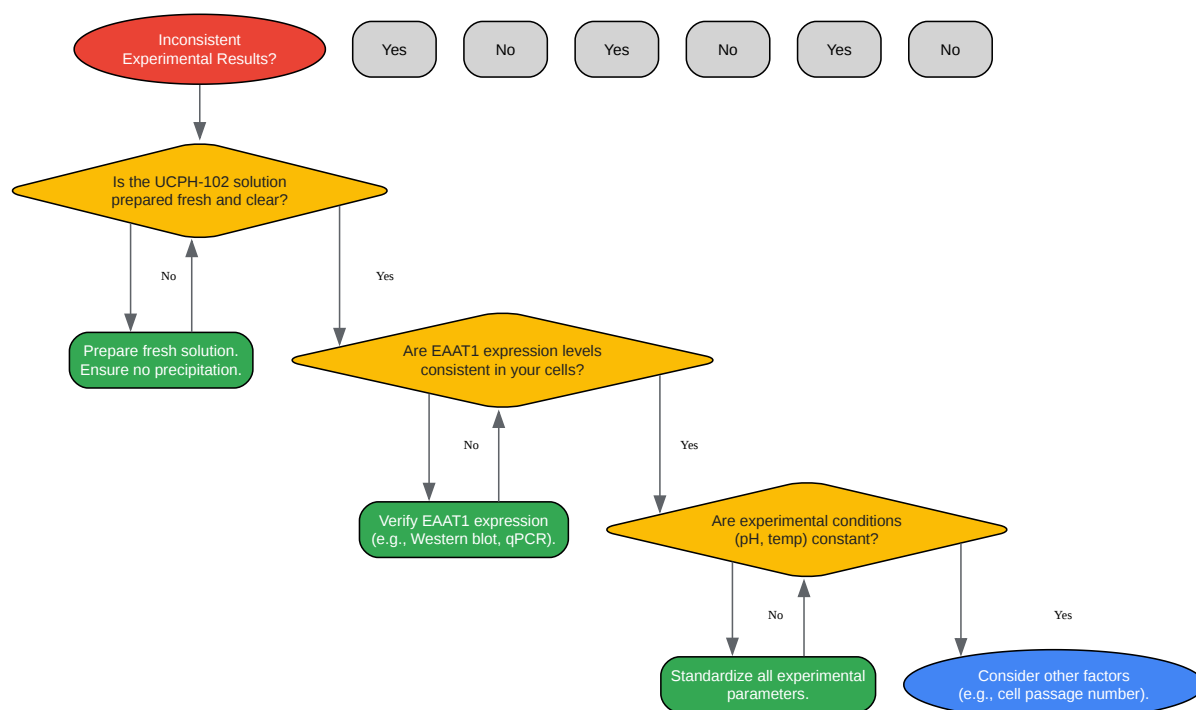 Inconsistent
Experimental Results?
Yes
No
Yes
No
Yes
No
Is the UCPH-102 solution
prepared fresh and clear?
No
Yes
Prepare fresh solution.
Ensure no precipitation.
Are EAAT1 expression levels
consistent in your cells?
No
Yes
Verify EAAT1 expression
(e.g., Western blot, qPCR).
Are experimental conditions
(pH, temp) constant?
No
Yes
Standardize all experimental
parameters.
Consider other factors
(e.g., cell passage number).